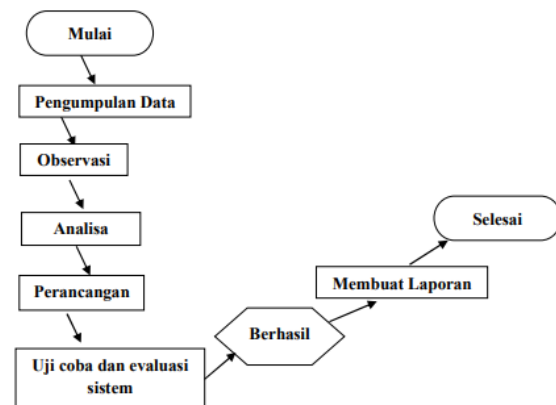 Mulai
Pengumpulan Data
Observasi
Analisa
Perancangan
Uji coba dan evaluasi
sistem
Berhasil
Membuat Laporan
Selesai